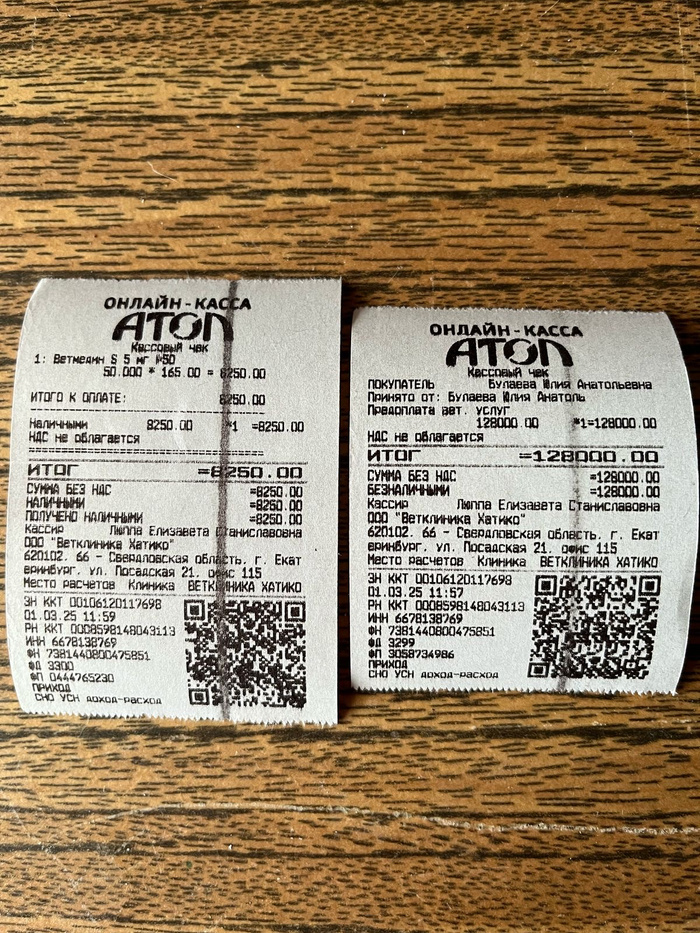 ОНЛАЙН-КАССА
АТОЛ
Кассовый чек
1: Ветмедин S 5 мг №50
50.000 * 165.00 = 8250.00
ИТОГО К ОПЛАТЕ: 8250.00
Наличными 8250.00 *1 =8250.00
НДС не облагается
ИТОГ =8250.00
СУММА БЕЗ НДС =8250.00
НАЛИЧНЫМИ =8250.00
ПОЛУЧЕНО НАЛИЧНЫМИ =8250.00
Кассир Люппа Елизавета Станиславовна
ООО "Ветклиника Хатико"
620102. 66 - Свердловская область. г. Екат
еринбург. ул. Посадская 21. офис 115
Место расчетов Клиника ВЕТКЛИНИКА ХАТИКО
ЗН ККТ 00106120117698
01.03.25 11:59
РН ККТ 0008598148043113
ИНН 6678138769
ФН 7381440800475851
ФД 3300
ФП 0444765230
ПРИХОД
СНО УСН доход-расход
ОНЛАЙН-КАССА
АТОЛ
Кассовый чек
ПОКУПАТЕЛЬ Булаева Юлия Анатольевна
Принято от: Булаева Юлия Анатоль
Предоплата вет. услуг
128000.00 *1=128000.00
НДС не облагается
ИТОГ =128000.00
СУММА БЕЗ НДС =128000.00
БЕЗНАЛИЧНЫМИ =128000.00
Кассир Люппа Елизавета Станиславовна
ООО "Ветклиника Хатико"
620102. 66 - Свердловская область. г. Екат
еринбург. ул. Посадская 21. офис 115
Место расчетов Клиника ВЕТКЛИНИКА ХАТИКО
ЗН ККТ 00106120117698
01.03.25 11:57
РН ККТ 0008598148043113
ИНН 6678138769
ФН 7381440800475851
ФД 3299
ФП 3058734986
ПРИХОД
СНО УСН доход-расход